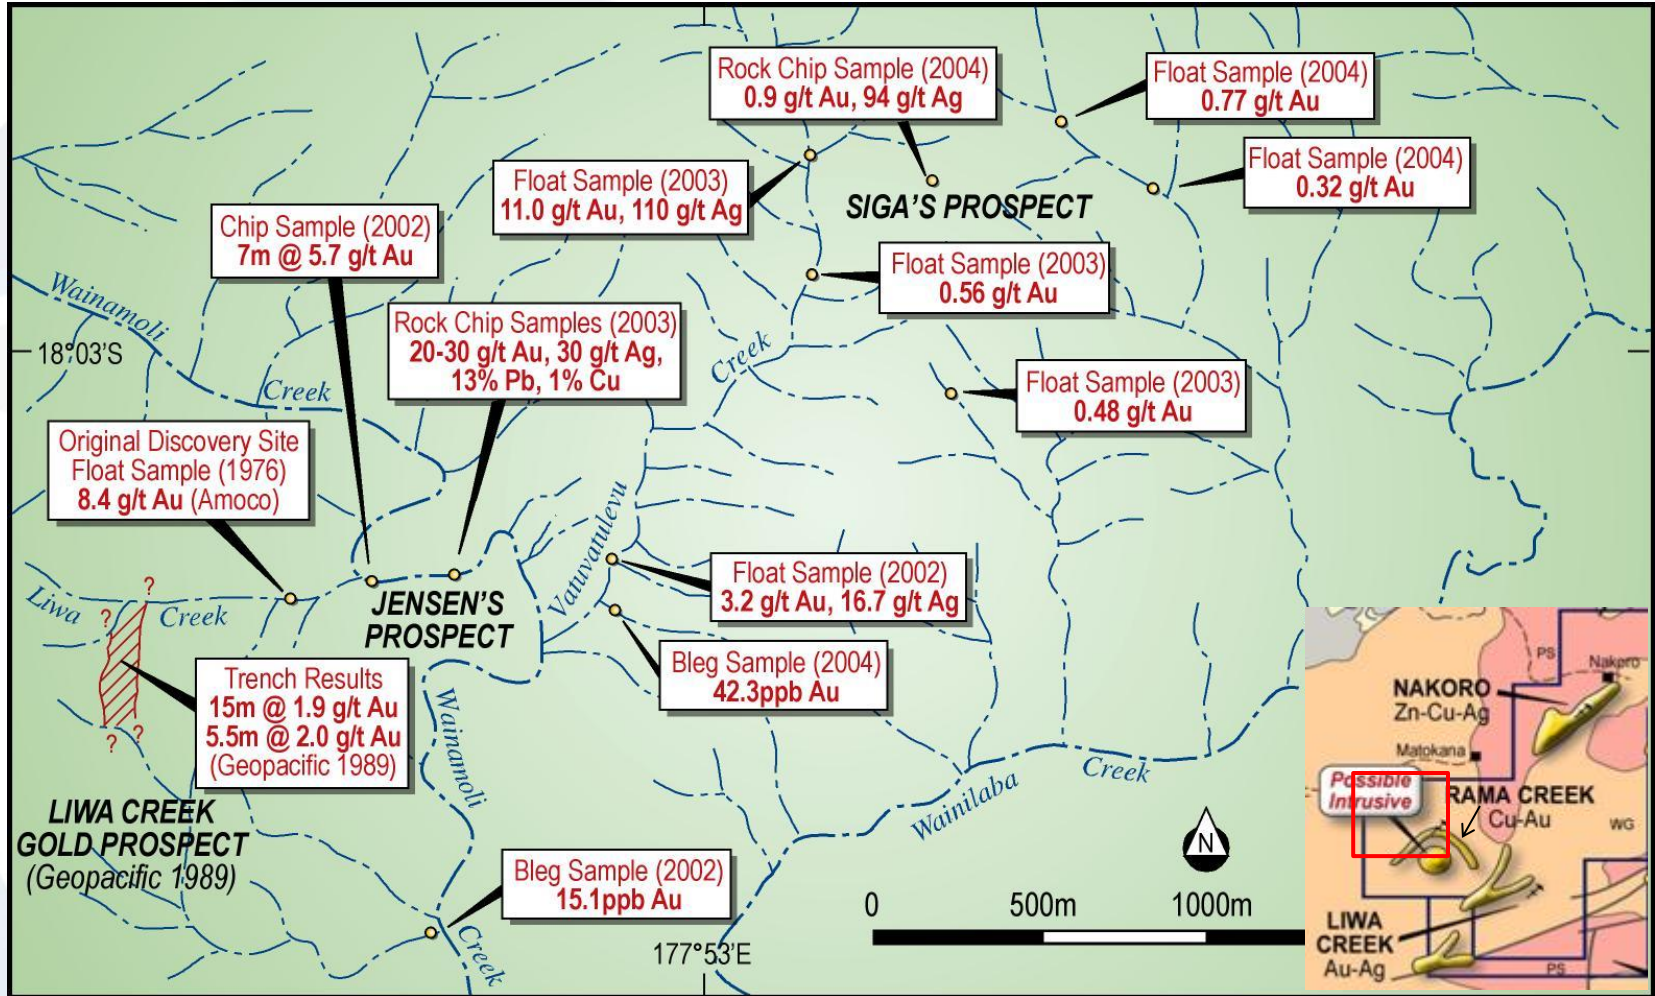 Rock Chip Sample (2004)
0.9 g/t Au, 94 g/t Ag
Float Sample (2004)
0.77 g/t Au
Float Sample (2004)
0.32 g/t Au
Float Sample (2003)
11.0 g/t Au, 110 g/t Ag
SIGA'S PROSPECT
Chip Sample (2002)
7m @ 5.7 g/t Au
Float Sample (2003)
0.56 g/t Au
Wainamoli
Creek
Rock Chip Samples (2003)
20-30 g/t Au, 30 g/t Ag,
13% Pb, 1% Cu
18°03'S
Creek
Float Sample (2003)
0.48 g/t Au
Original Discovery Site
Float Sample (1976)
8.4 g/t Au (Amoco)
Vatuvatulevu
Float Sample (2002)
3.2 g/t Au, 16.7 g/t Ag
Liwa
Creek
?
?
?
?
JENSEN'S
PROSPECT
Bleg Sample (2004)
42.3ppb Au
Trench Results
15m @ 1.9 g/t Au
5.5m @ 2.0 g/t Au
(Geopacific 1989)
Wainamoli
Creek
LIWA CREEK
GOLD PROSPECT
(Geopacific 1989)
Wainilaba
Creek
Bleg Sample (2002)
15.1ppb Au
177°53'E
N
0 500m 1000m
PS
Nakoro
NAKORO
Zn-Cu-Ag
Matokana
Possible
Intrusive
RAMA CREEK
Cu-Au
WG
LIWA
CREEK
Au-Ag
PS